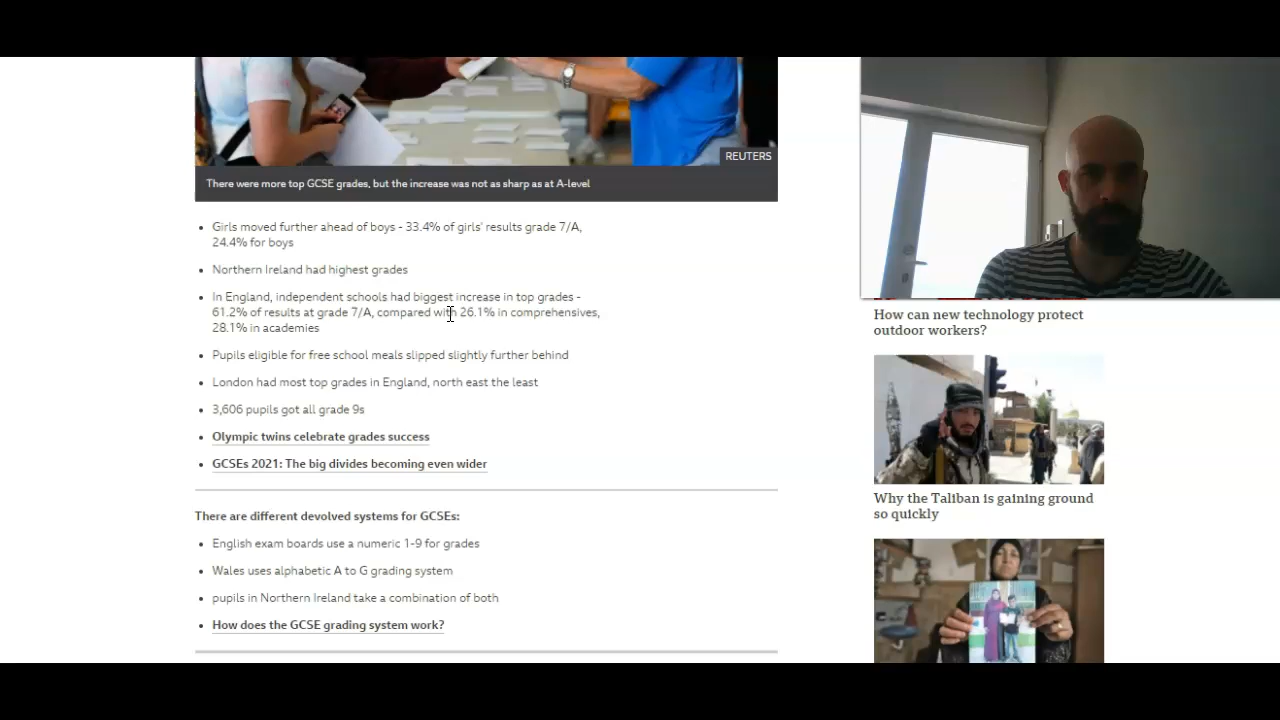 REUTERS
There were more top GCSE grades, but the increase was not as sharp as at A-level
Girls moved further ahead of boys - 33.4% of girls' results grade 7/A,
24.4% for boys
Northern Ireland had highest grades
In England, independent schools had biggest increase in top grades -
61.2% of results at grade 7/A, compared with 26.1% in comprehensives,
28.1% in academies
Pupils eligible for free school meals slipped slightly further behind
London had most top grades in England, north east the least
3,606 pupils got all grade 9s
Olympic twins celebrate grades success
GCSEs 2021: The big divides becoming even wider
There are different devolved systems for GCSEs:
English exam boards use a numeric 1-9 for grades
Wales uses alphabetic A to G grading system
pupils in Northern Ireland take a combination of both
How does the GCSE grading system work?
How can new technology protect
outdoor workers?
Why the Taliban is gaining ground
so quickly